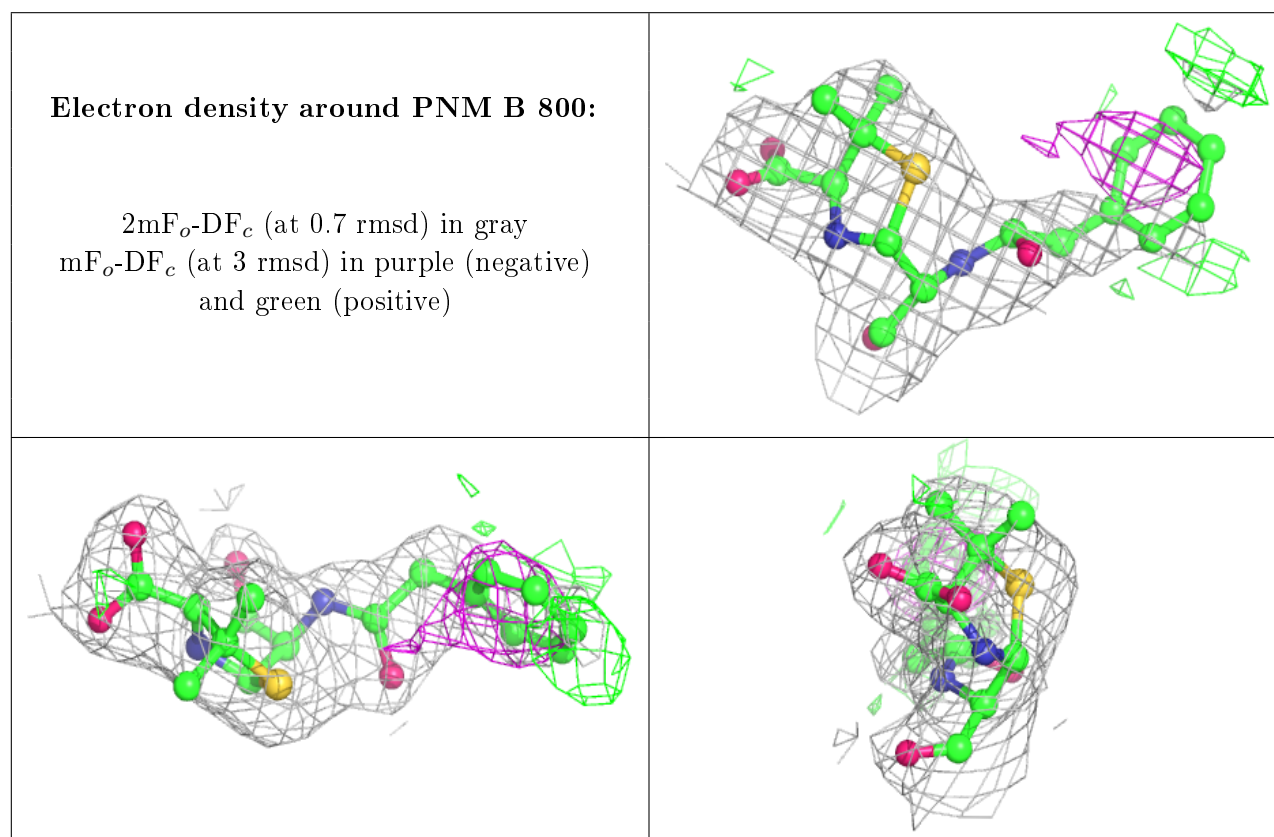 Electron density around PNM B 800:
2mFo-DFc (at 0.7 rmsd) in gray
mFo-DFc (at 3 rmsd) in purple (negative)
and green (positive)